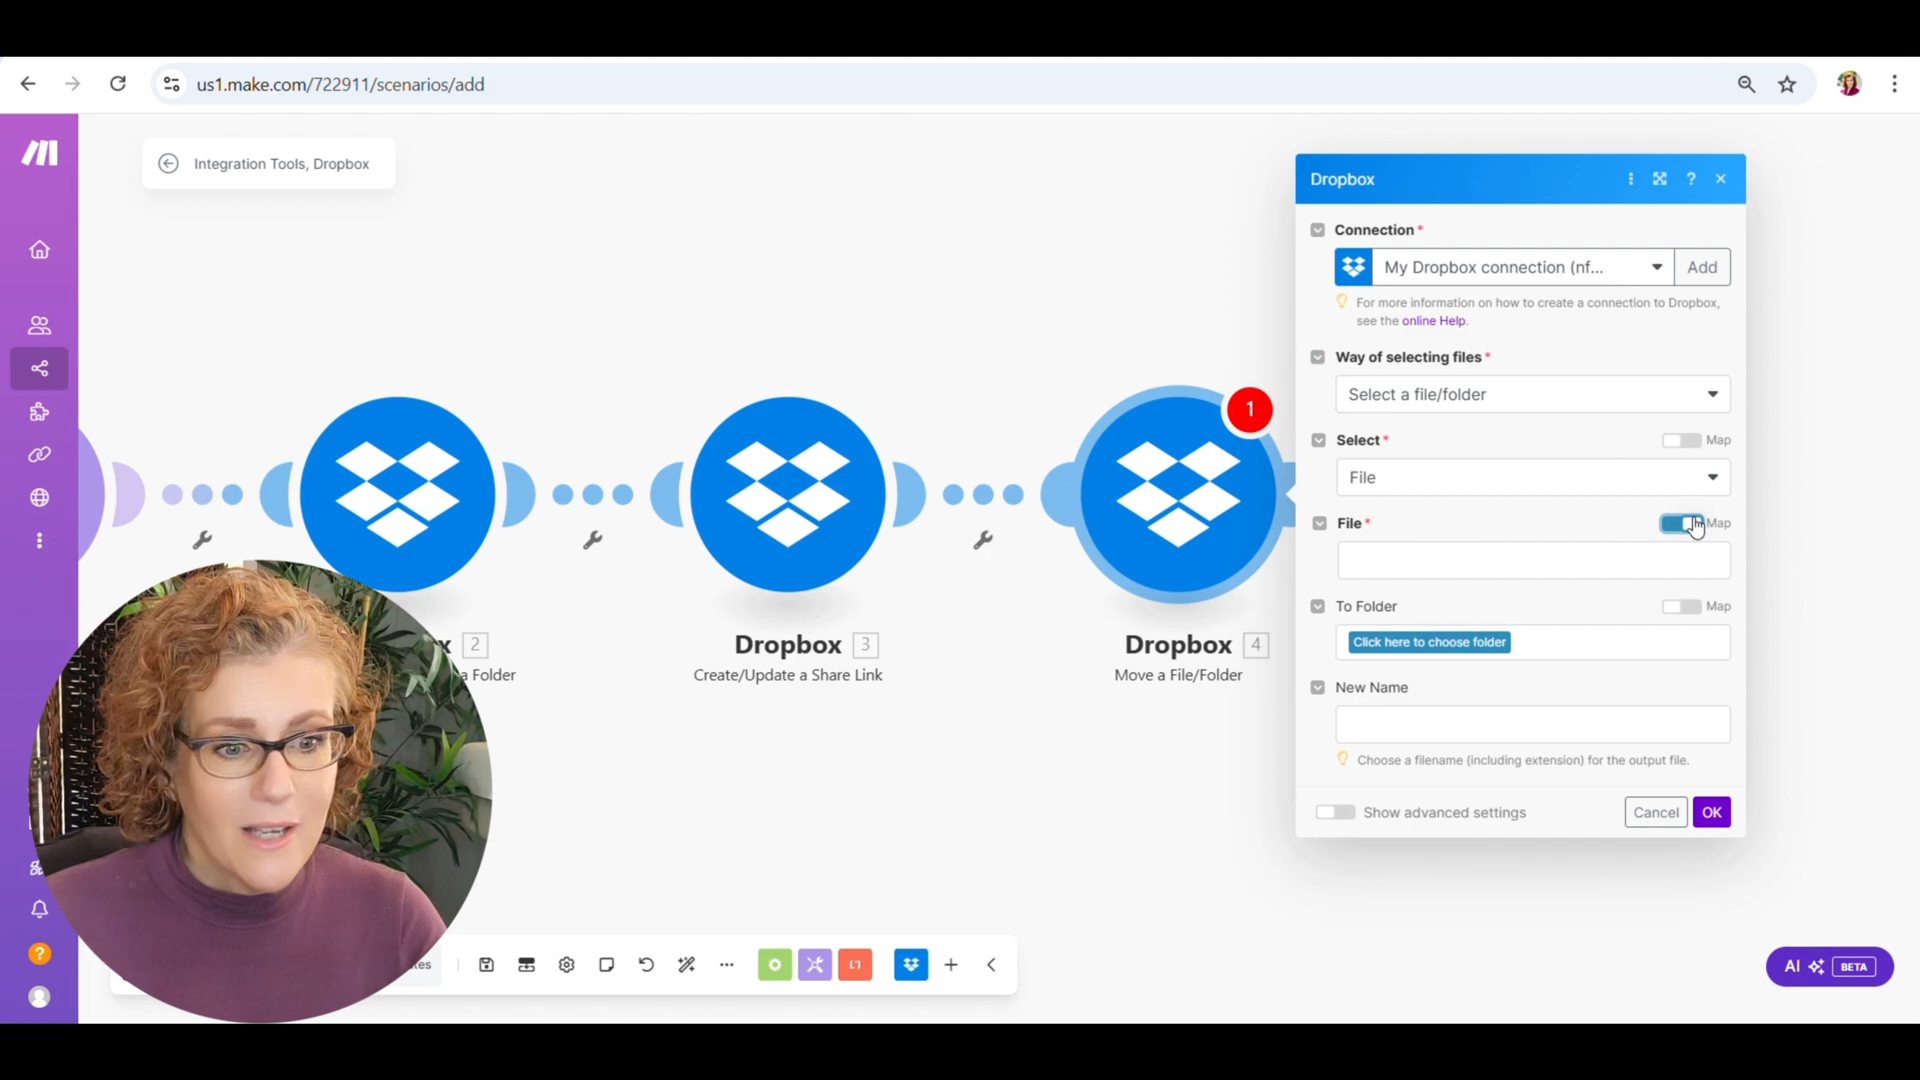 us1.make.com/722911/scenarios/add
Integration Tools, Dropbox
Dropbox
?
Connection *
My Dropbox connection (nf...
Add
For more information on how to create a connection to Dropbox,
see the online Help.
Way of selecting files *
Select a file/folder
Select *
Map
File
File *
Map
To Folder
Map
Click here to choose folder
New Name
Choose a filename (including extension) for the output file.
Show advanced settings
Cancel
OK
1
2
a Folder
Dropbox 3
Create/Update a Share Link
Dropbox 4
Move a File/Folder
?
AI BETA